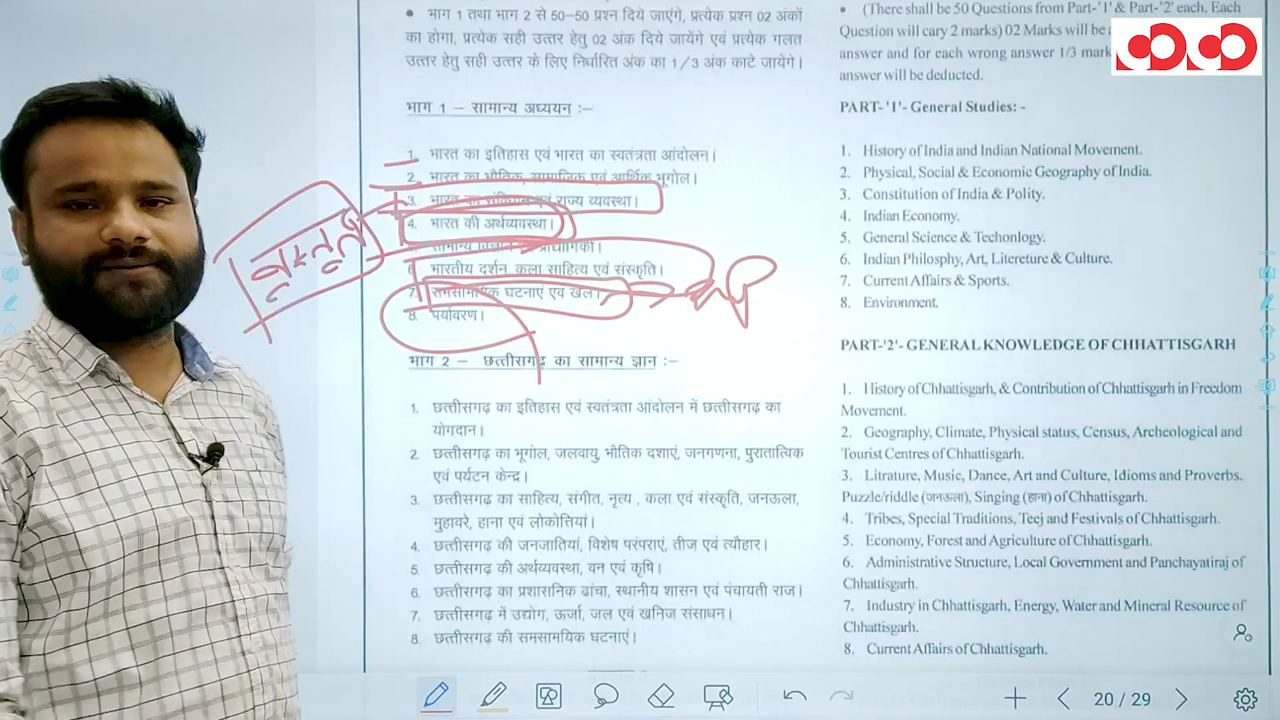 • भाग 1 तथा भाग 2 से 50-50 प्रश्न दिये जाएंगे, प्रत्येक प्रश्न 02 अंकों
का होगा, प्रत्येक सही उत्तर हेतु 02 अंक दिये जायेंगे एवं प्रत्येक गलत
उत्तर हेतु सही उत्तर के लिए निर्धारित अंक का 1/3 अंक काटे जायेंगे।
भाग 1 – सामान्य अध्ययन :–
1. भारत का इतिहास एवं भारत का स्वतंत्रता आंदोलन।
2. भारत का भौतिक, सामाजिक एवं आर्थिक भूगोल।
3. भारत का संविधान एवं राज्य व्यवस्था।
4. भारत की अर्थव्यवस्था।
सामान्य विज्ञान एवं प्रौद्योगिकी।
6. भारतीय दर्शन कला साहित्य एवं संस्कृति।
7. समसामयिक घटनाएं एवं खेल।
8. पर्यावरण।
भाग 2 – छत्तीसगढ़ का सामान्य ज्ञान :–
1. छत्तीसगढ़ का इतिहास एवं स्वतंत्रता आंदोलन में छत्तीसगढ़ का
योगदान।
2. छत्तीसगढ़ का भूगोल, जलवायु, भौतिक दशाएं, जनगणना, पुरातात्विक
एवं पर्यटन केन्द्र।
3. छत्तीसगढ़ का साहित्य, संगीत, नृत्य , कला एवं संस्कृति, जनऊला,
मुहावरे, हाना एवं लोकोत्तियां।
4. छत्तीसगढ़ की जनजातियां, विशेष परंपराएं, तीज एवं त्यौहार।
5. छत्तीसगढ़ की अर्थव्यवस्था, वन एवं कृषि।
6. छत्तीसगढ़ का प्रशासनिक ढांचा, स्थानीय शासन एवं पंचायती राज।
7. छत्तीसगढ़ में उद्योग, ऊर्जा, जल एवं खनिज संसाधन।
8. छत्तीसगढ़ की समसामयिक घटनाएं।
• (There shall be 50 Questions from Part-'1' & Part-'2' each. Each
Question will cary 2 marks) 02 Marks will be
answer and for each wrong answer 1/3 mark
answer will be deducted.
PART- '1'- General Studies: -
1. History of India and Indian National Movement.
2. Physical, Social & Economic Geography of India.
3. Constitution of India & Polity.
4. Indian Economy.
5. General Science & Techonlogy.
6. Indian Philosphy, Art, Litereture & Culture.
7. Current Affairs & Sports.
8. Environment.
PART-'2'- GENERAL KNOWLEDGE OF CHHATTISGARH
1. History of Chhattisgarh, & Contribution of Chhattisgarh in Freedom
Movement.
2. Geography, Climate, Physical status, Census, Archeological and
Tourist Centres of Chhattisgarh.
3. Litrature, Music, Dance, Art and Culture, Idioms and Proverbs.
Puzzle/riddle (जनऊला), Singing (हाना) of Chhattisgarh.
4. Tribes, Special Traditions, Teej and Festivals of Chhattisgarh.
5. Economy, Forest and Agriculture of Chhattisgarh.
6. Administrative Structure, Local Government and Panchayatiraj of
Chhattisgarh.
7. Industry in Chhattisgarh, Energy, Water and Mineral Resource of
Chhattisgarh.
8. Current Affairs of Chhattisgarh.
20 / 29